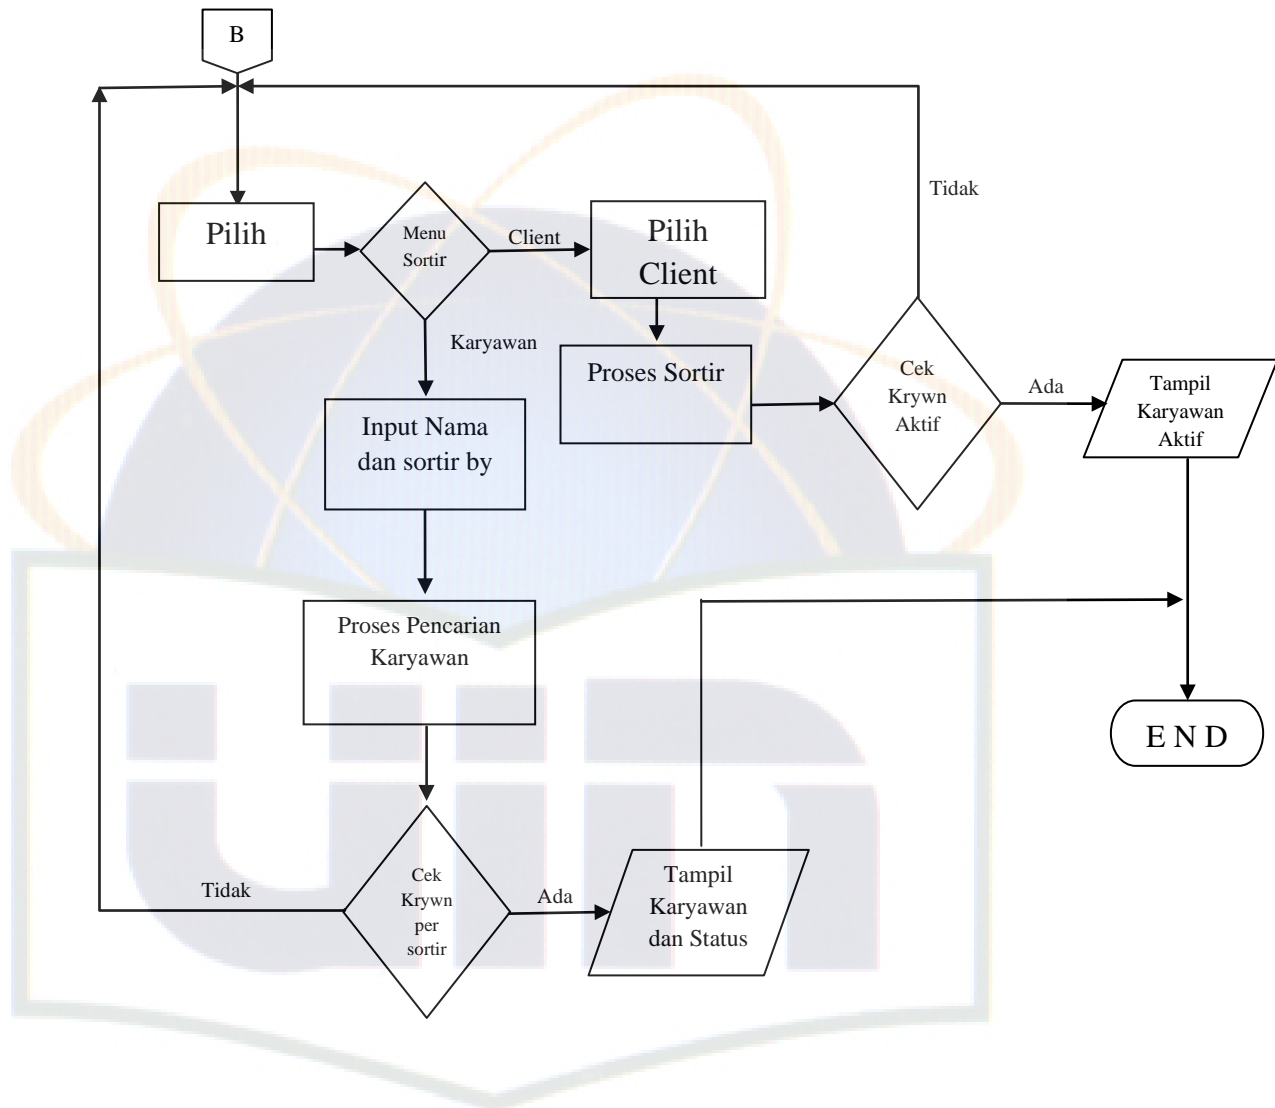 B
Tidak
Pilih
Menu
Sortir
Client
Pilih
Client
Karyawan
Proses Sortir
Cek
Krywn
Aktif
Ada
Tampil
Karyawan
Aktif
Input Nama
dan sortir by
Proses Pencarian
Karyawan
E N D
Tidak
Cek
Krywn
per
sortir
Ada
Tampil
Karyawan
dan Status
uin